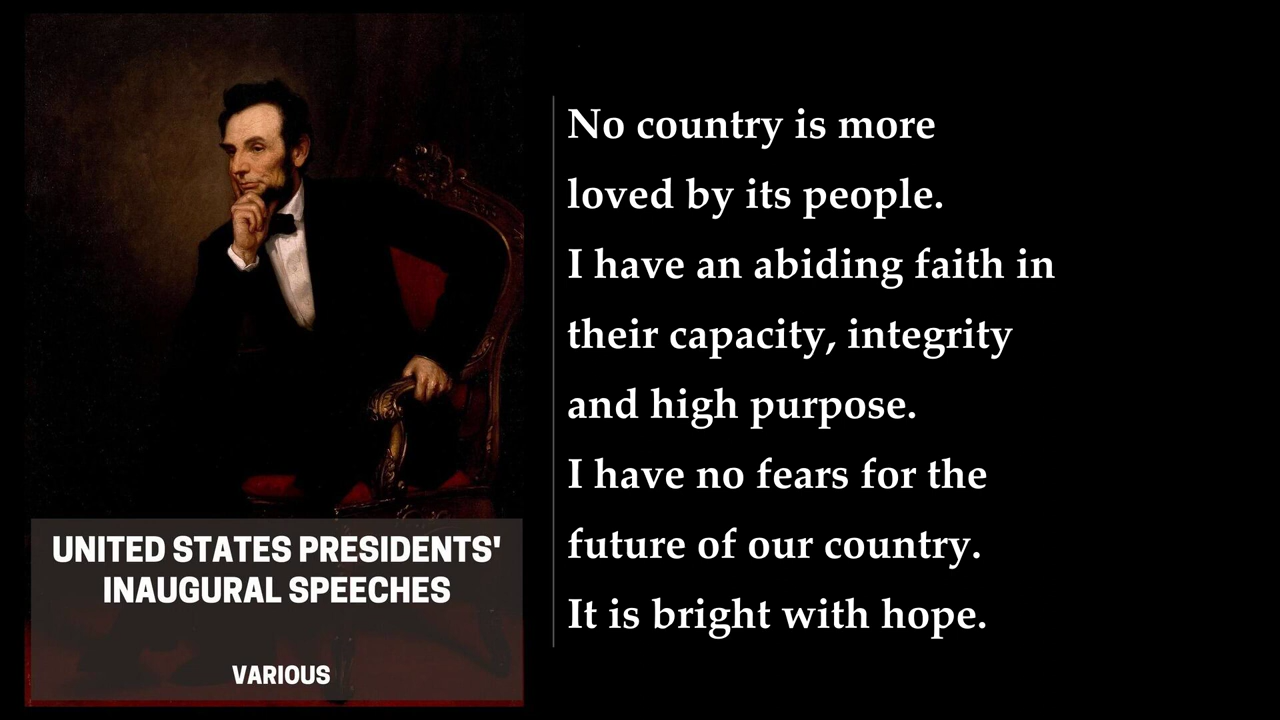 UNITED STATES PRESIDENTS'
INAUGURAL SPEECHES
VARIOUS
No country is more
loved by its people.
I have an abiding faith in
their capacity, integrity
and high purpose.
I have no fears for the
future of our country.
It is bright with hope.